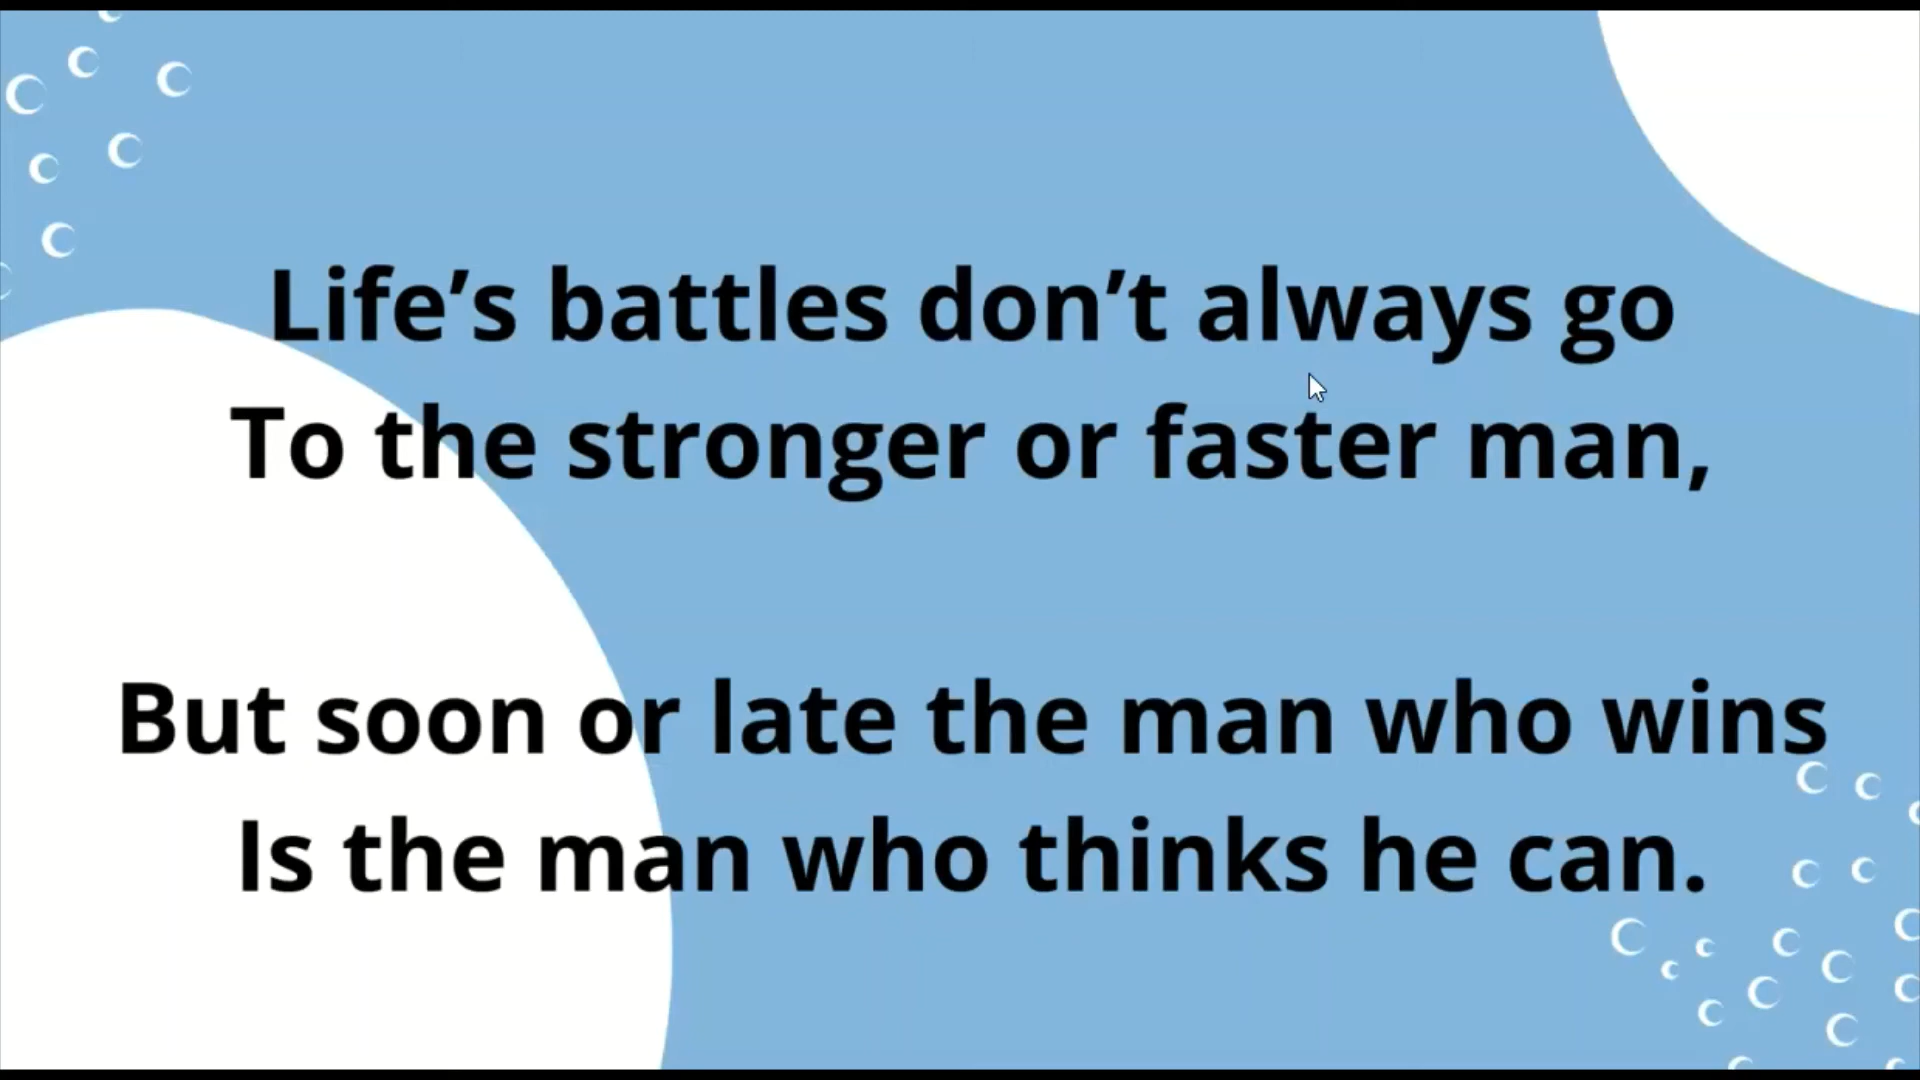 Life’s battles don’t always go
To the stronger or faster man,
But soon or late the man who wins
Is the man who thinks he can.